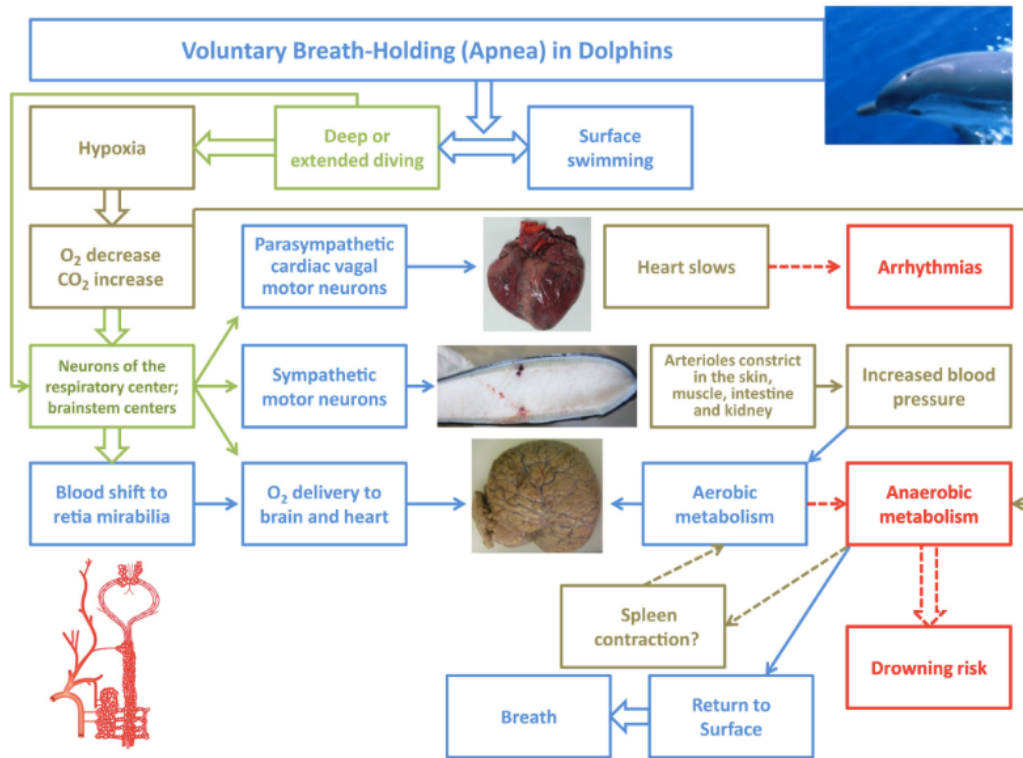 Voluntary Breath-Holding (Apnea) in Dolphins
Hypoxia
Deep or
extended diving
Surface
swimming
O₂ decrease
CO₂ increase
Parasympathetic
cardiac vagal
motor neurons
Heart slows
Arrhythmias
Neurons of the
respiratory center;
brainstem centers
Sympathetic
motor neurons
Arterioles constrict
in the skin,
muscle, intestine
and kidney
Increased blood
pressure
Blood shift to
retia mirabilia
O₂ delivery to
brain and heart
Aerobic
metabolism
Anaerobic
metabolism
Spleen
contraction?
Drowning risk
Breath
Return to
Surface